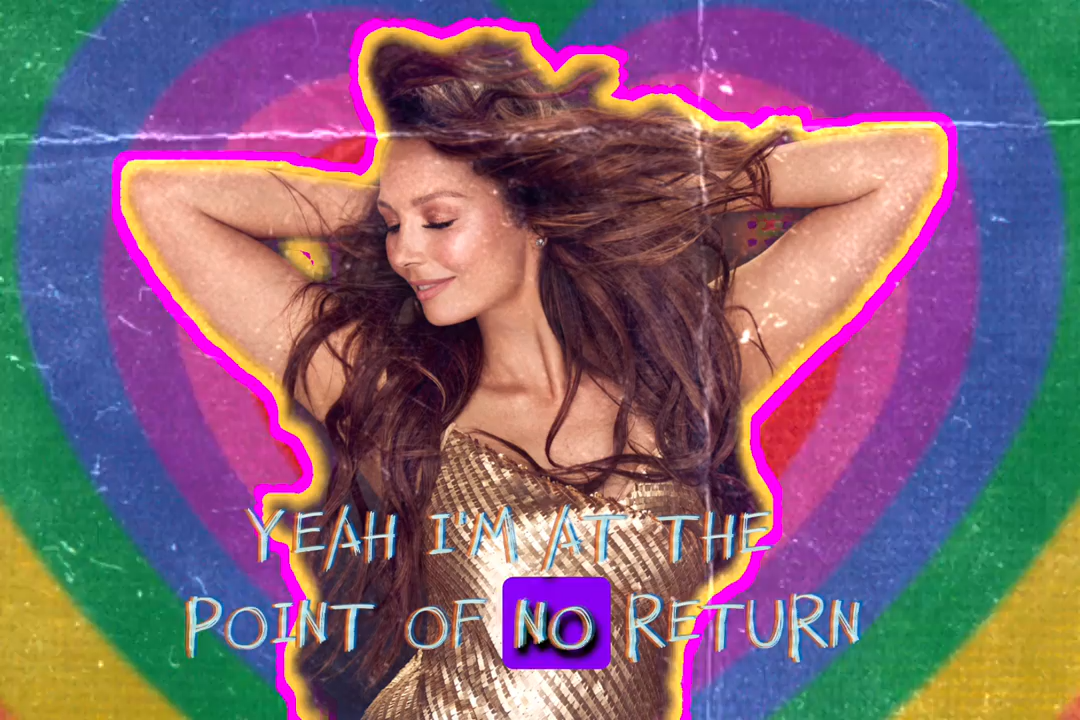 YEAH I'M AT THE
POINT OF NO RETURN